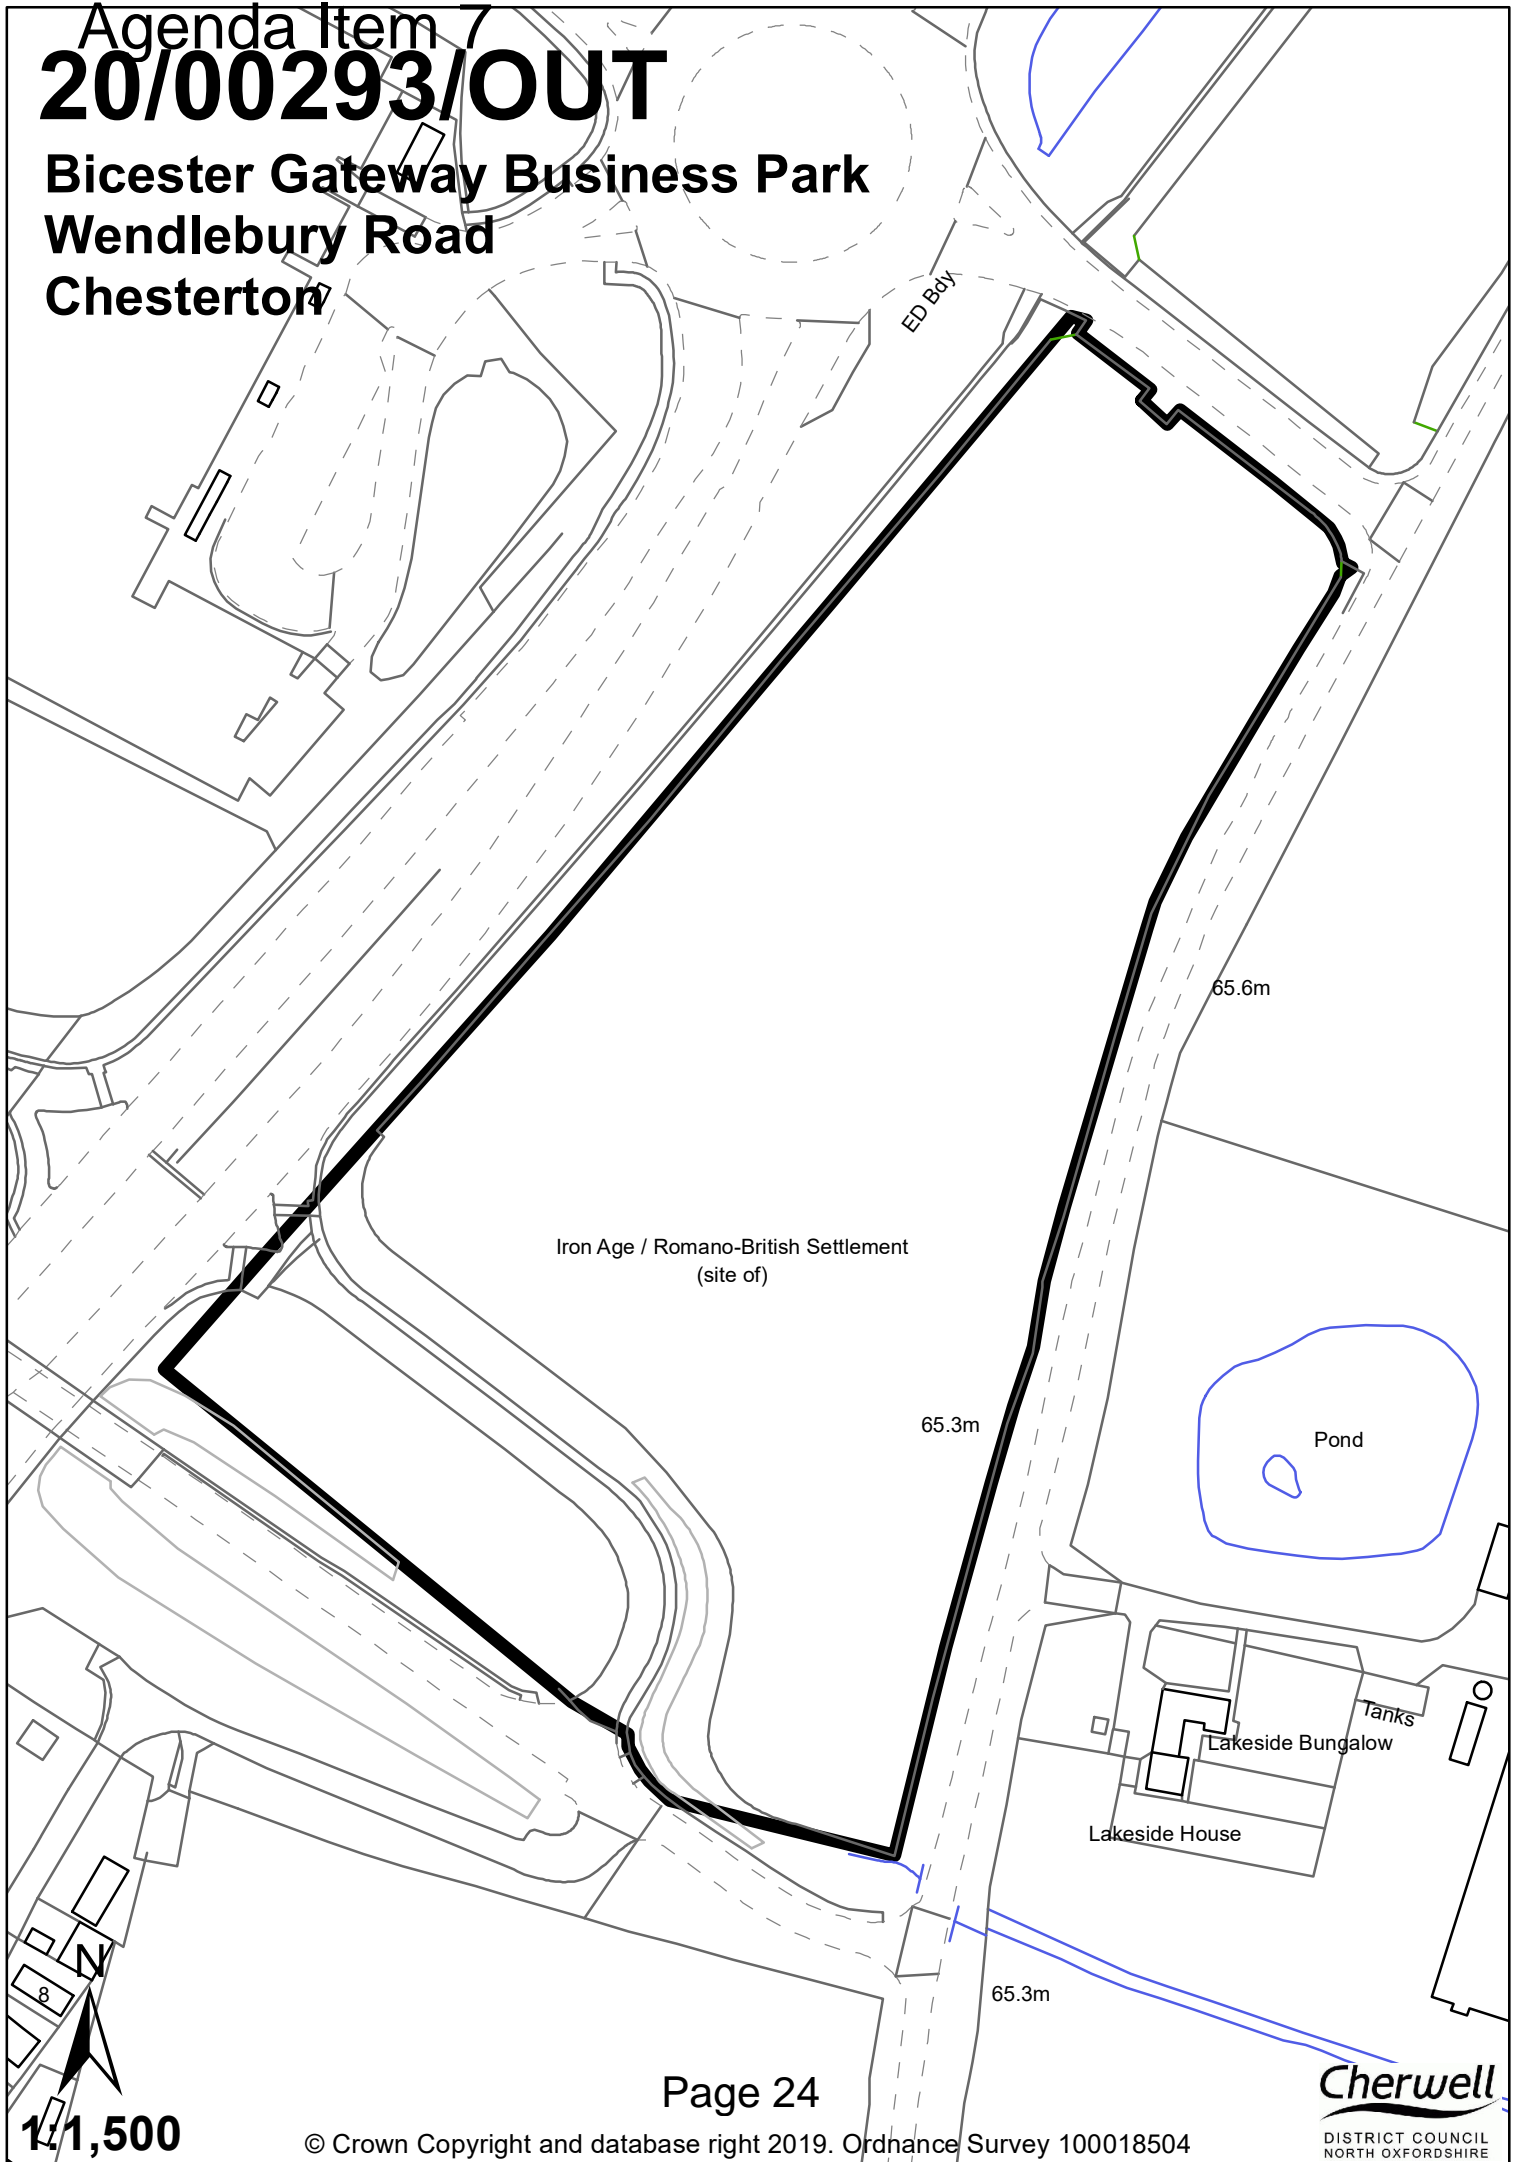 Agenda Item 7
20/00293/OUT
Bicester Gateway Business Park
Wendlebury Road
Chesterton
ED Bdy
65.6m
Iron Age / Romano-British Settlement
(site of)
65.3m
Pond
Tanks
Lakeside Bungalow
Lakeside House
N
8
65.3m
Page 24
1:1,500
© Crown Copyright and database right 2019. Ordnance Survey 100018504
Cherwell
DISTRICT COUNCIL
NORTH OXFORDSHIRE